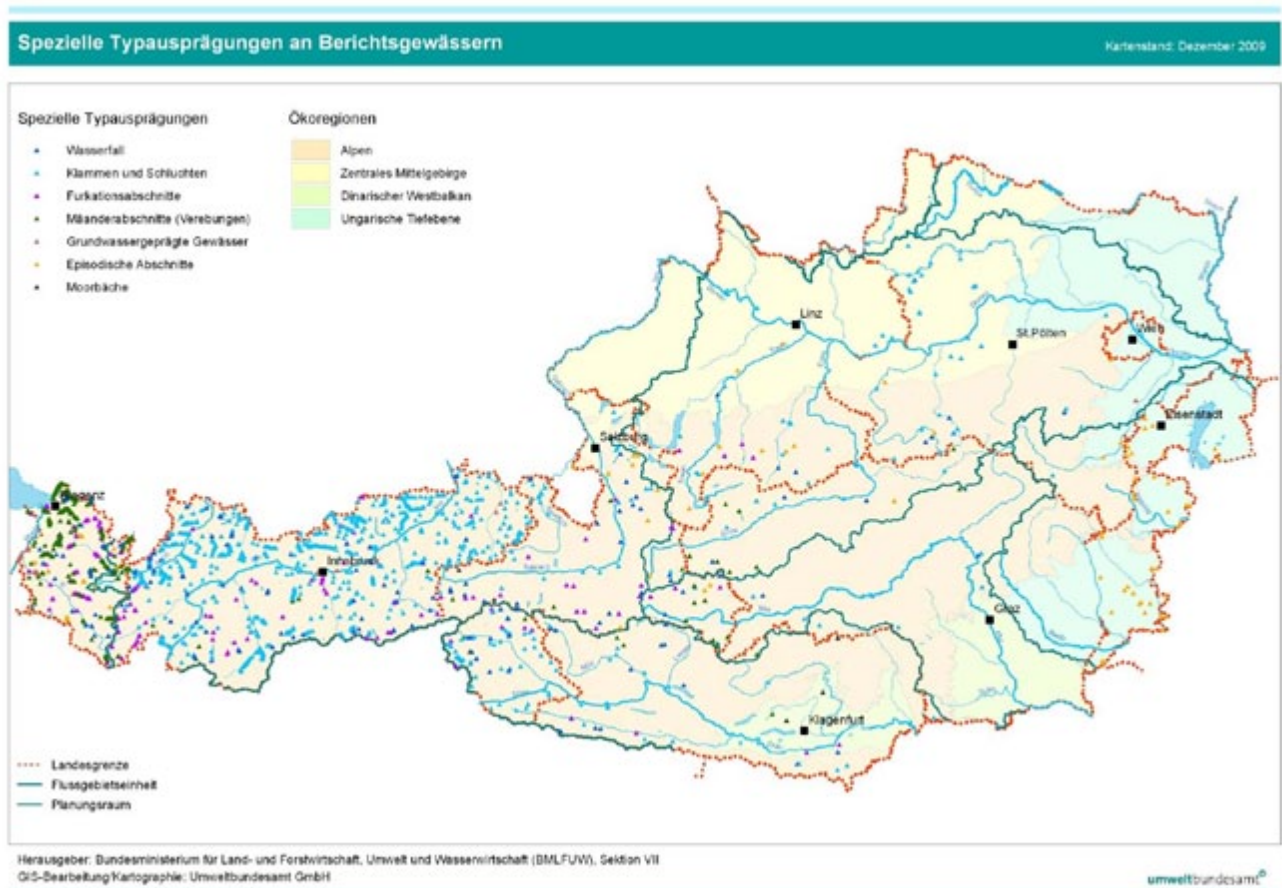 Spezielle Typausprägungen an Berichtsgewässern
Kartenstand: Dezember 2009
Spezielle Typausprägungen
Wasserfall
Klammen und Schluchten
Furkationsabschnitte
Mäanderabschnitte (Verebungen)
Grundwassergeprägte Gewässer
Episodische Abschnitte
Moorbäche
Ökoregionen
Alpen
Zentrales Mittelgebirge
Dinarischer Westbalkan
Ungarische Tiefebene
Linz
St.Pölten
Wien
Eisenstadt
Salzburg
Bregenz
Innsbruck
Graz
Klagenfurt
Landesgrenze
Flussgebietseinheit
Planungsraum
Herausgeber: Bundesministerium für Land- und Forstwirtschaft, Umwelt und Wasserwirtschaft (BMLFUW), Sektion VII
GIS-Bearbeitung/Kartographie: Umweltbundesamt GmbH
umweltbundesamt